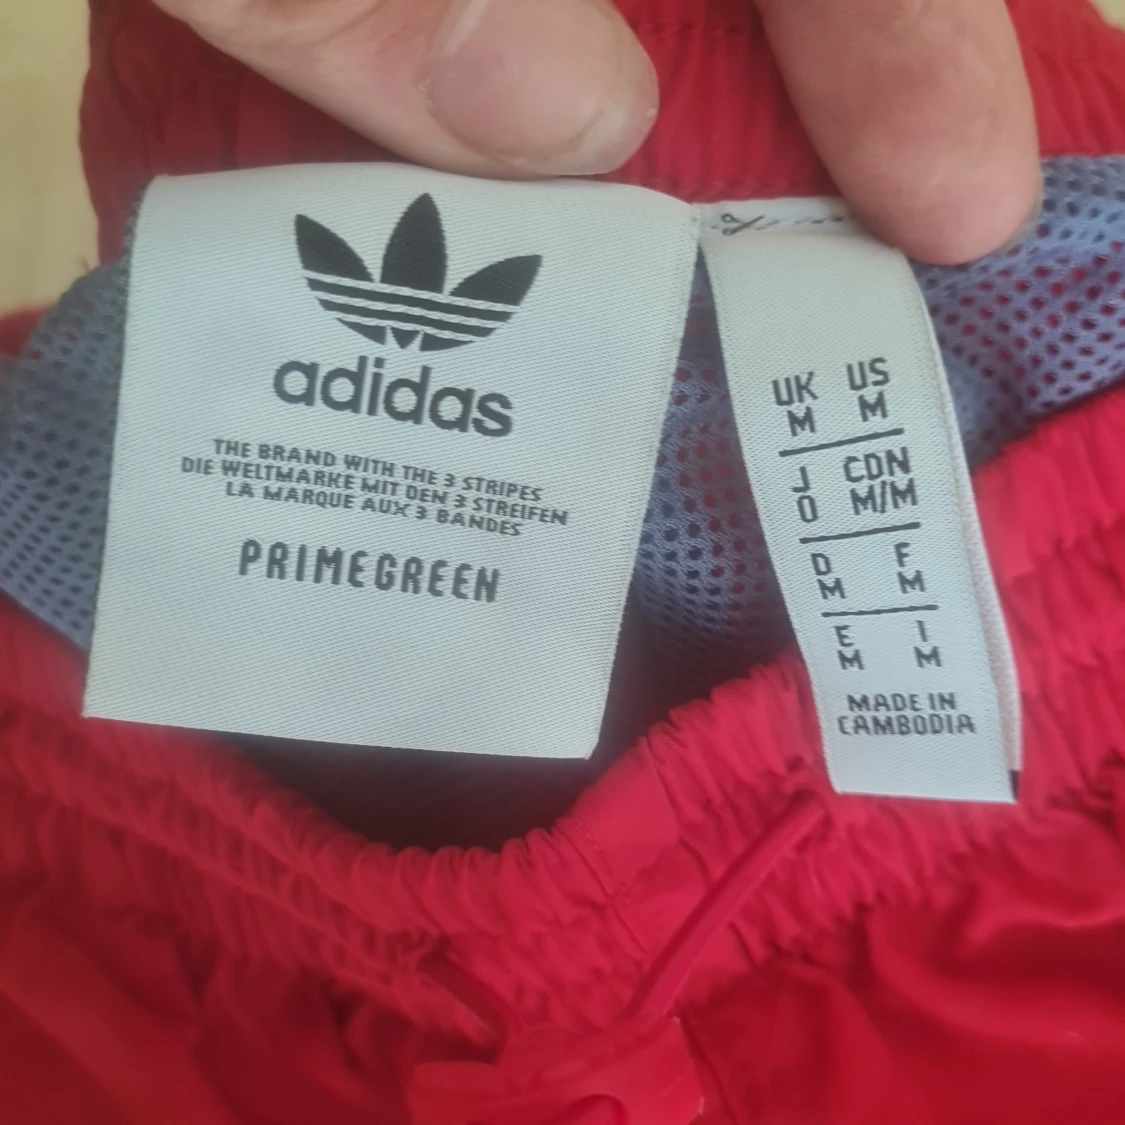 adidas
THE BRAND WITH THE 3 STRIPES
DIE WELTMARKE MIT DEN 3 STREIFEN
LA MARQUE AUX 3 BANDES
PRIMEGREEN
UK US
M M
J CDN
O M/M
D F
M M
E I
M M
MADE IN
CAMBODIA